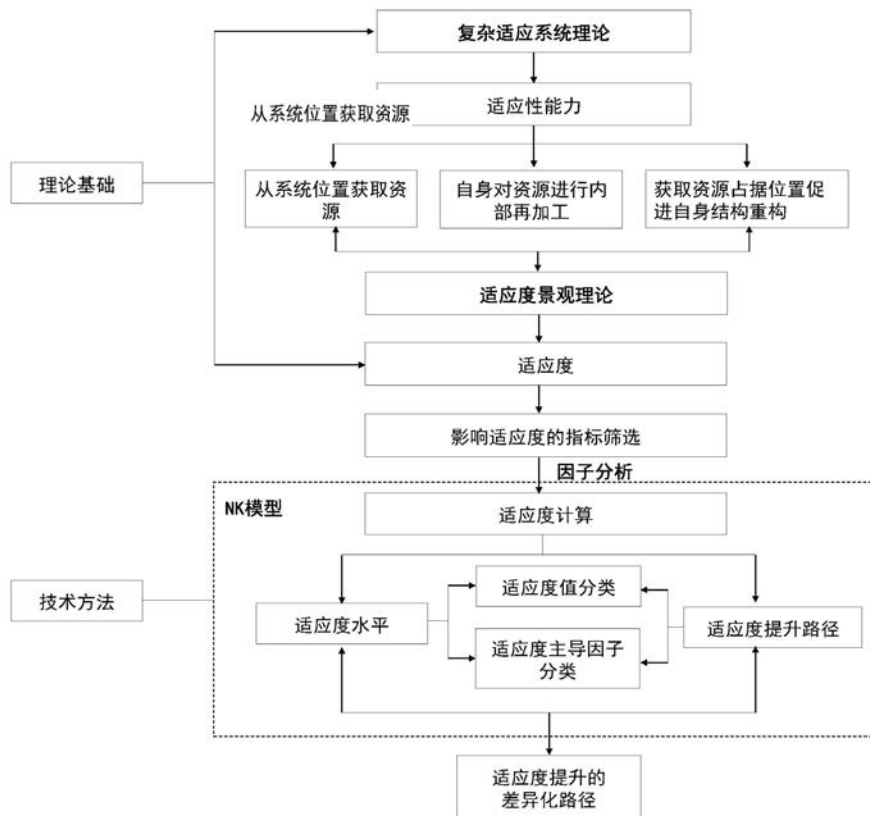 复杂适应系统理论
适应性能力
从系统位置获取资源
理论基础
从系统位置获取资
源
自身对资源进行内
部再加工
获取资源占据位置促
进自身结构重构
适应度景观理论
适应度
影响适应度的指标筛选
因子分析
NK模型
适应度计算
技术方法
适应度水平
适应度值分类
适应度主导因子
分类
适应度提升路径
适应度提升的
差异化路径